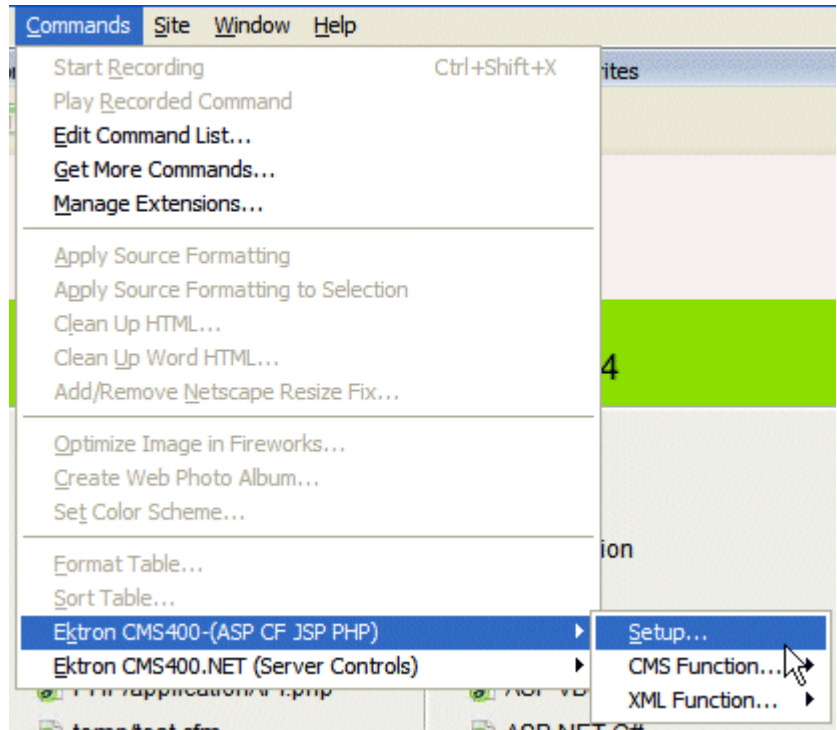 Commands Site Window Help
Start Recording Ctrl+Shift+X
ites
Play Recorded Command
Edit Command List...
Get More Commands...
Manage Extensions...
Apply Source Formatting
Apply Source Formatting to Selection
Clean Up HTML...
Clean Up Word HTML...
4
Add/Remove Netscape Resize Fix...
Optimize Image in Fireworks...
Create Web Photo Album...
Set Color Scheme...
ion
Format Table...
Sort Table...
Ektron CMS400-(ASP CF JSP PHP)
Setup...
Ektron CMS400.NET (Server Controls)
CMS Function...
XML Function...